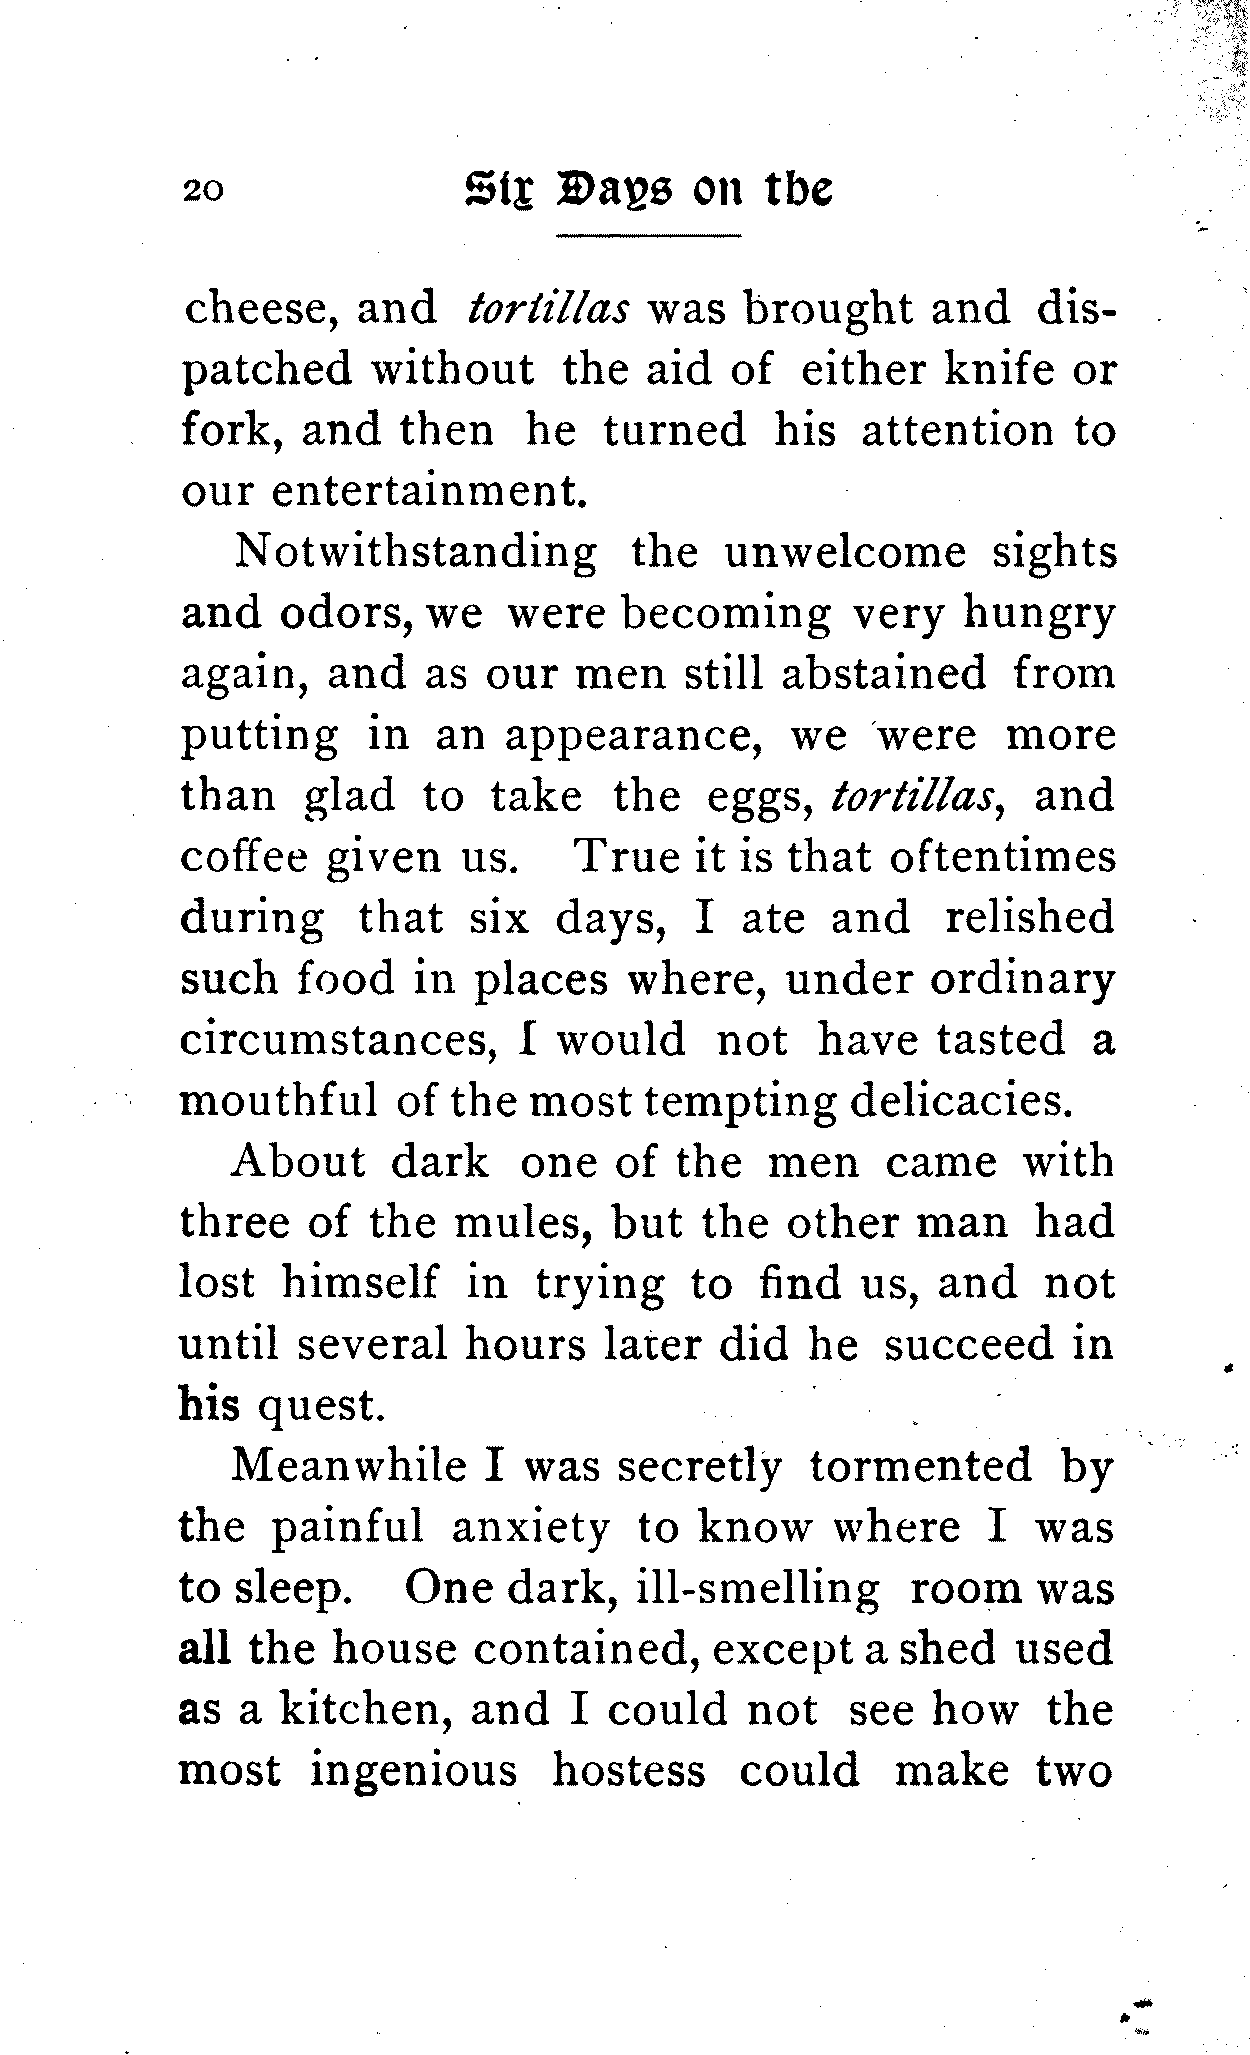 20 Six Days on the
cheese, and tortillas was brought and dis-
patched without the aid of either knife or
fork, and then he turned his attention to
our entertainment.
Notwithstanding the unwelcome sights
and odors, we were becoming very hungry
again, and as our men still abstained from
putting in an appearance, we were more
than glad to take the eggs, tortillas, and
coffee given us. True it is that oftentimes
during that six days, I ate and relished
such food in places where, under ordinary
circumstances, I would not have tasted a
mouthful of the most tempting delicacies.
About dark one of the men came with
three of the mules, but the other man had
lost himself in trying to find us, and not
until several hours later did he succeed in
his quest.
Meanwhile I was secretly tormented by
the painful anxiety to know where I was
to sleep. One dark, ill-smelling room was
all the house contained, except a shed used
as a kitchen, and I could not see how the
most ingenious hostess could make two